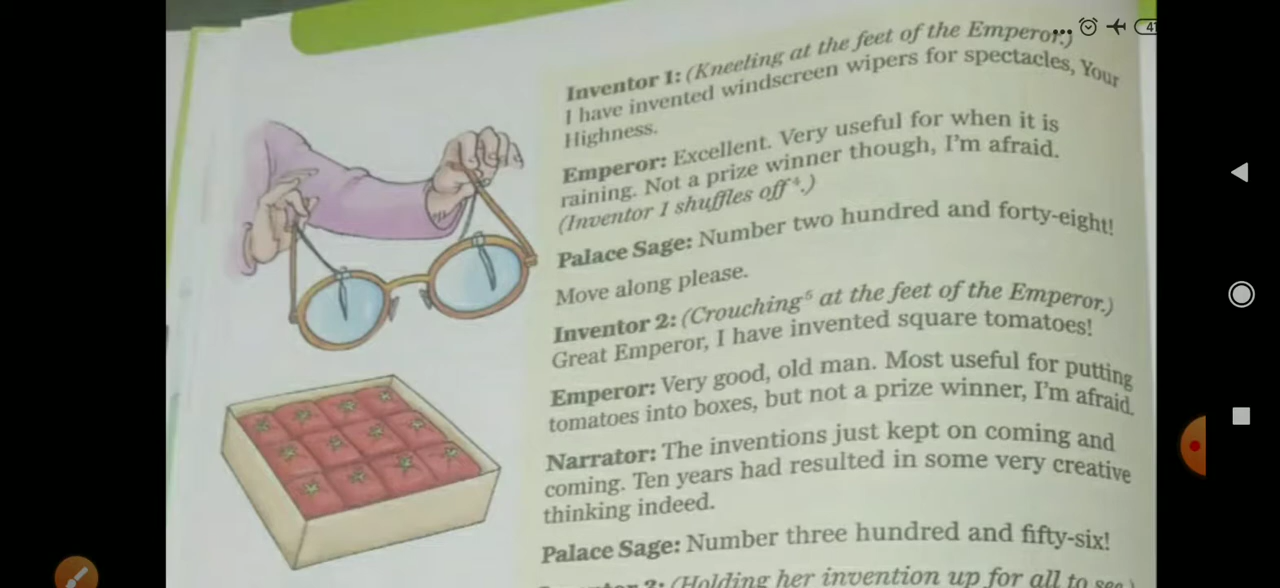 Inventor 1: (Kneeling at the feet of the Emperor.)
I have invented windscreen wipers for spectacles, Your
Highness.
Emperor: Excellent. Very useful for when it is
raining. Not a prize winner though, I'm afraid.
(Inventor 1 shuffles off⁴.)
Palace Sage: Number two hundred and forty-eight!
Move along please.
Inventor 2: (Crouching⁵ at the feet of the Emperor.)
Great Emperor, I have invented square tomatoes!
Emperor: Very good, old man. Most useful for putting
tomatoes into boxes, but not a prize winner, I'm afraid.
Narrator: The inventions just kept on coming and
coming. Ten years had resulted in some very creative
thinking indeed.
Palace Sage: Number three hundred and fifty-six!
(Holding her invention up for all to see.)
41